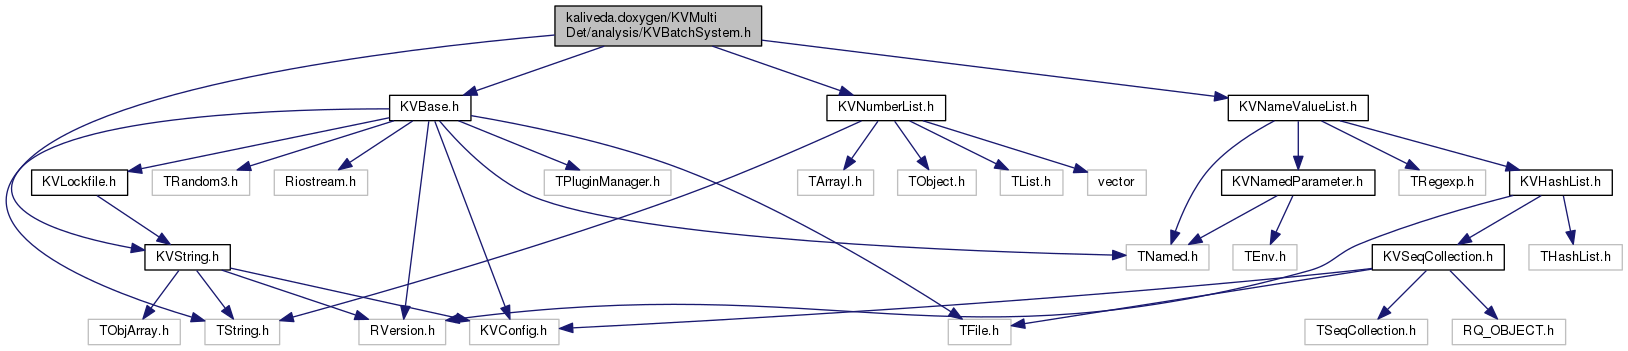 kaliveda.doxygen/KVMulti
Det/analysis/KVBatchSystem.h
KVBase.h
KVNumberList.h
KVNameValueList.h
KVLockfile.h
TRandom3.h
Riostream.h
TPluginManager.h
TArrayI.h
TObject.h
TList.h
vector
KVNamedParameter.h
TRegexp.h
KVHashList.h
KVString.h
TNamed.h
TEnv.h
KVSeqCollection.h
THashList.h
TObjArray.h
TString.h
RVersion.h
KVConfig.h
TFile.h
TSeqCollection.h
RQ_OBJECT.h